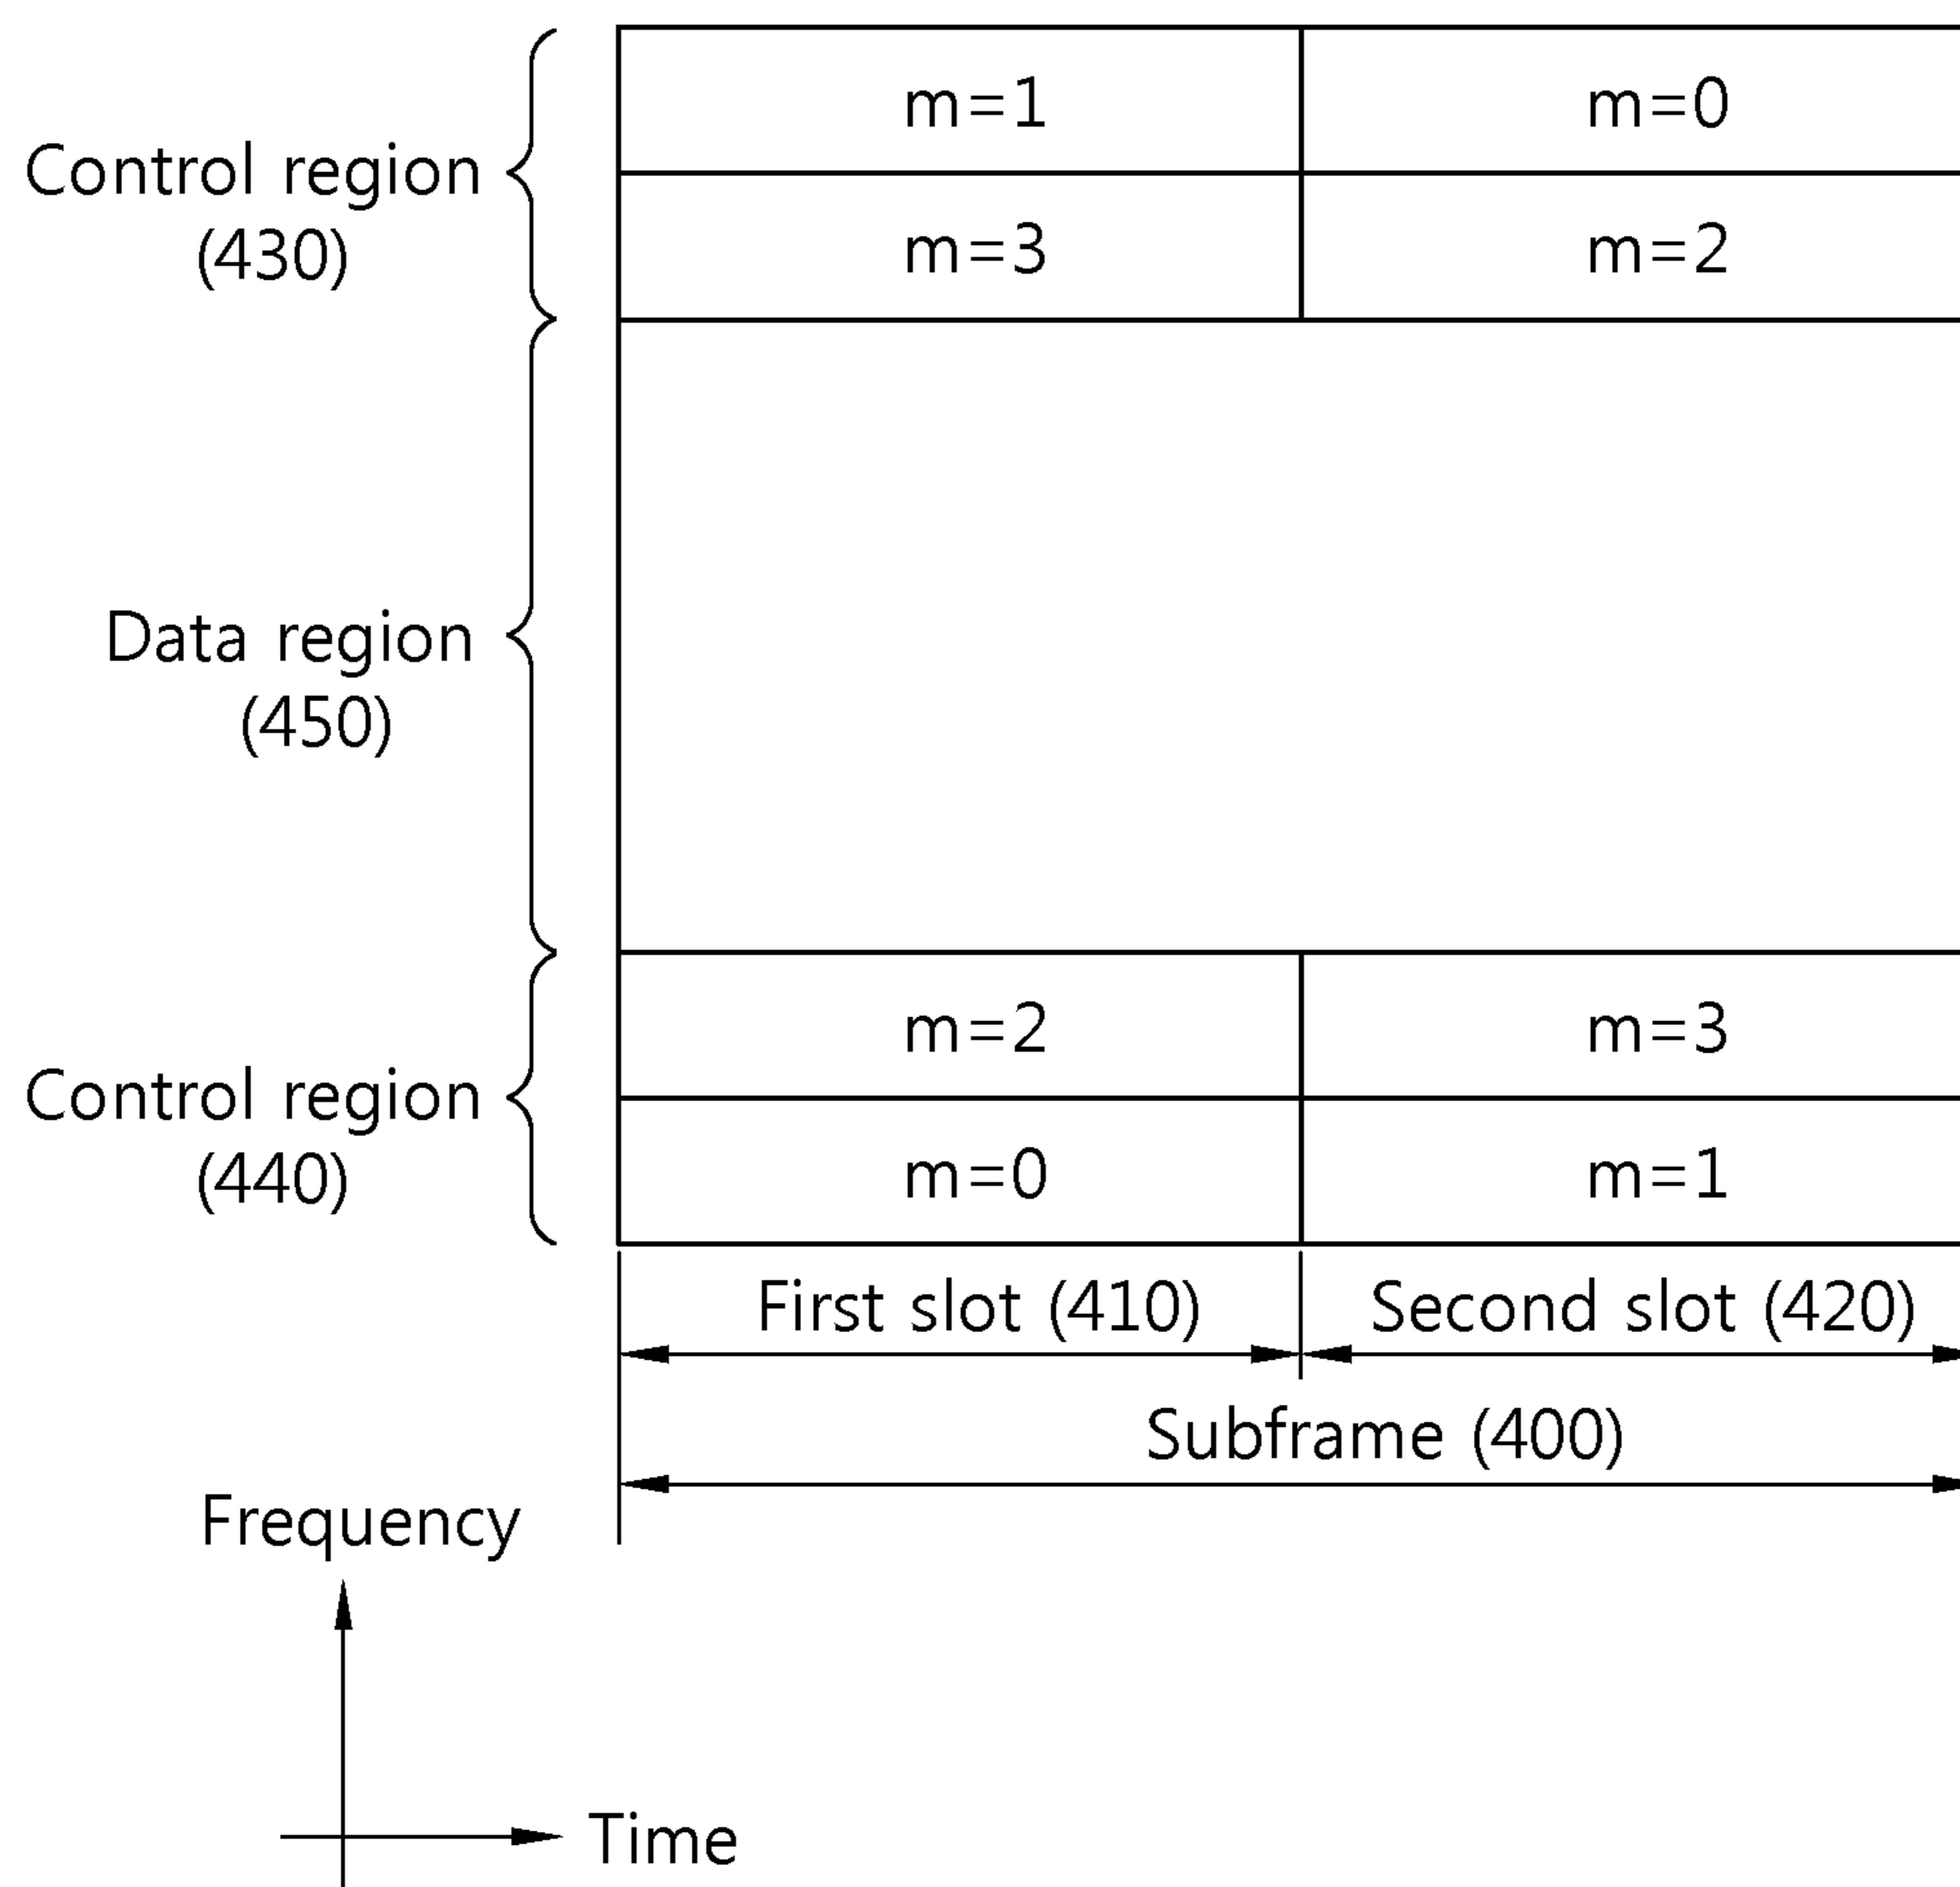 m=1 m=0
Control region
(430)
m=3 m=2
Data region
(450)
m=2 m=3
Control region
(440)
m=0 m=1
First slot (410) Second slot (420)
Subframe (400)
Frequency
Time